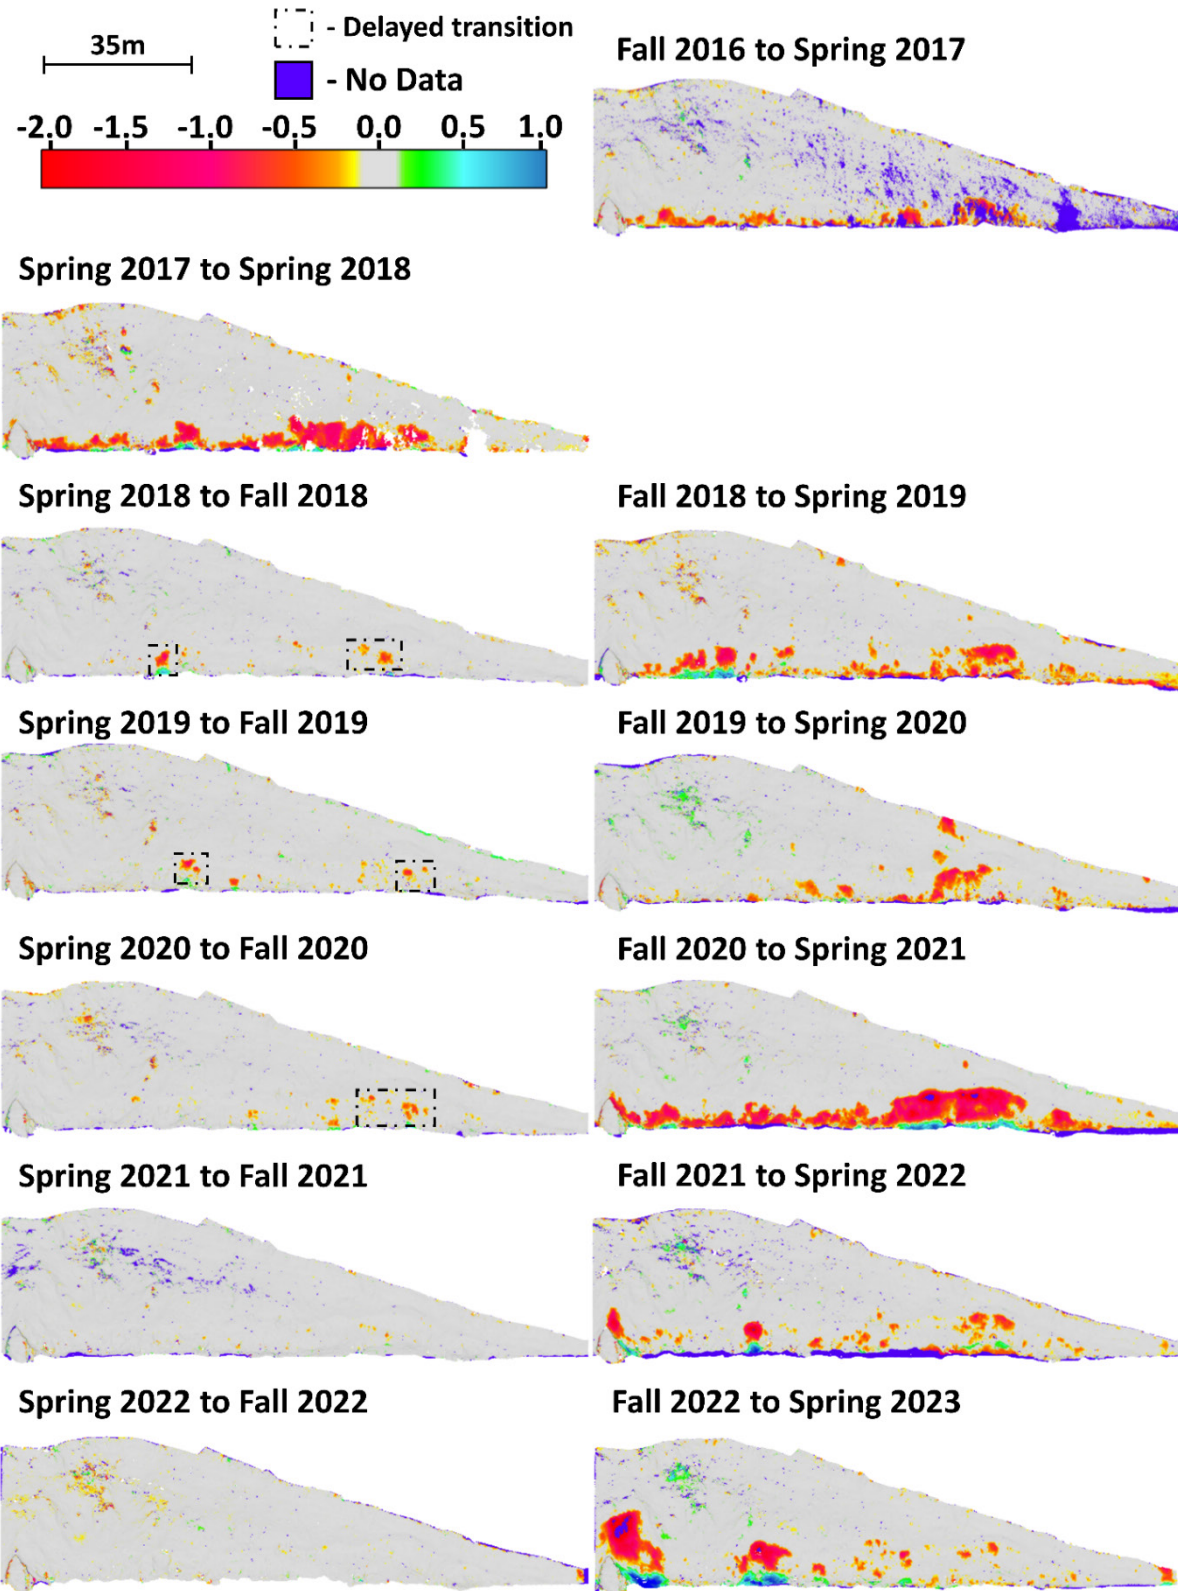 35m
- Delayed transition
- No Data
-2.0 -1.5 -1.0 -0.5 0.0 0.5 1.0
Fall 2016 to Spring 2017
Spring 2017 to Spring 2018
Spring 2018 to Fall 2018
Fall 2018 to Spring 2019
Spring 2019 to Fall 2019
Fall 2019 to Spring 2020
Spring 2020 to Fall 2020
Fall 2020 to Spring 2021
Spring 2021 to Fall 2021
Fall 2021 to Spring 2022
Spring 2022 to Fall 2022
Fall 2022 to Spring 2023